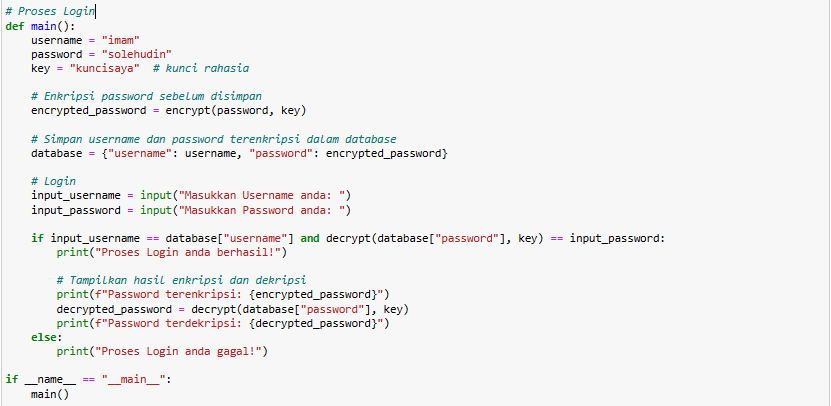 # Proses Login
def main():
    username = "imam"
    password = "solehudin"
    key = "kuncisaya"  # kunci rahasia
    # Enkripsi password sebelum disimpan
    encrypted_password = encrypt(password, key)
    # Simpan username dan password terenkripsi dalam database
    database = {"username": username, "password": encrypted_password}
    # Login
    input_username = input("Masukkan Username anda: ")
    input_password = input("Masukkan Password anda: ")
    if input_username == database["username"] and decrypt(database["password"], key) == input_password:
        print("Proses Login anda berhasil!")
        # Tampilkan hasil enkripsi dan dekripsi
        print(f"Password terenkripsi: {encrypted_password}")
        decrypted_password = decrypt(database["password"], key)
        print(f"Password terdekripsi: {decrypted_password}")
    else:
        print("Proses Login anda gagal!")
if __name__ == "__main__":
    main()